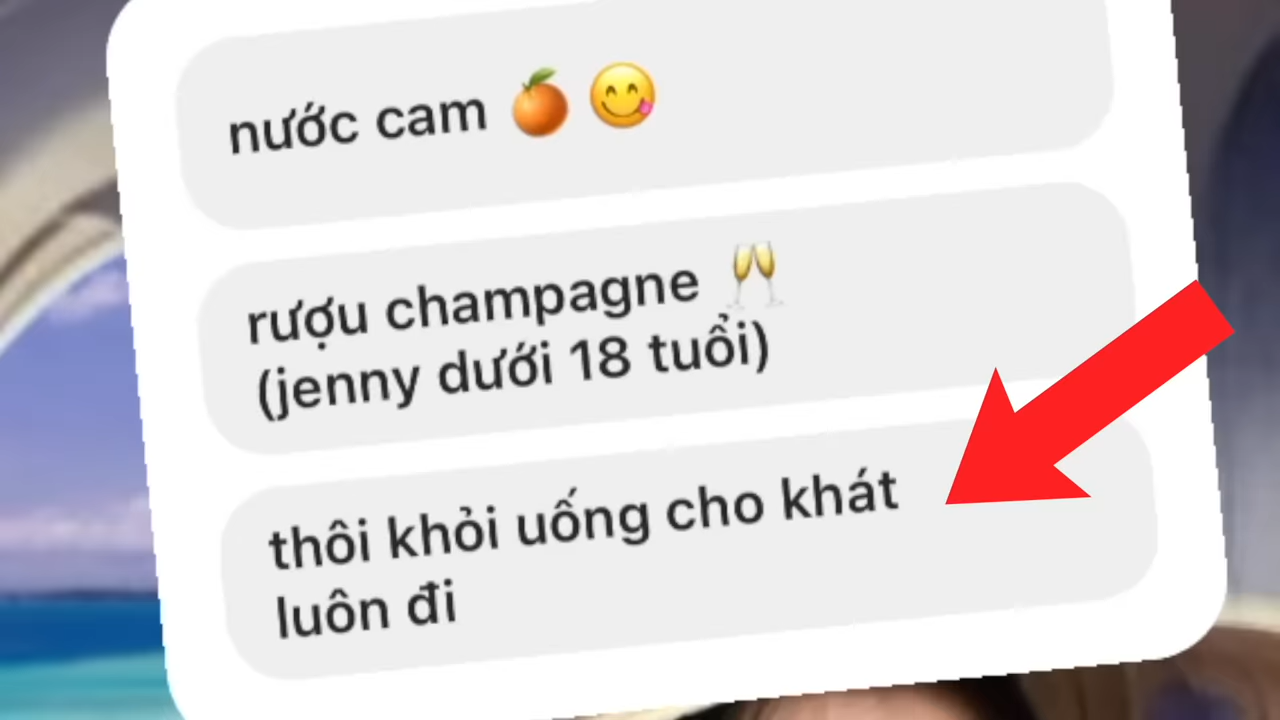 nước cam 🍊 😋
rượu champagne 🥂
(jenny dưới 18 tuổi)
thôi khỏi uống cho khát
luôn đi